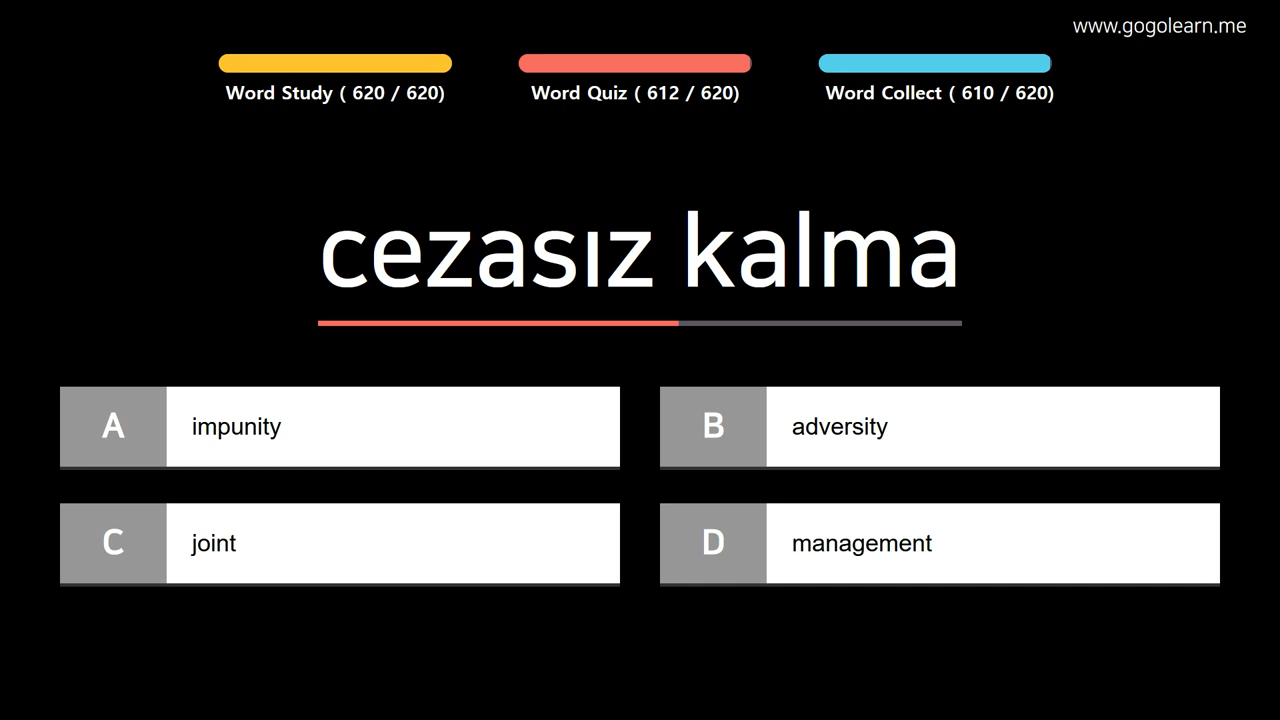 www.gogolearn.me
Word Study ( 620 / 620)
Word Quiz ( 612 / 620)
Word Collect ( 610 / 620)
cezasız kalma
A impunity
B adversity
C joint
D management